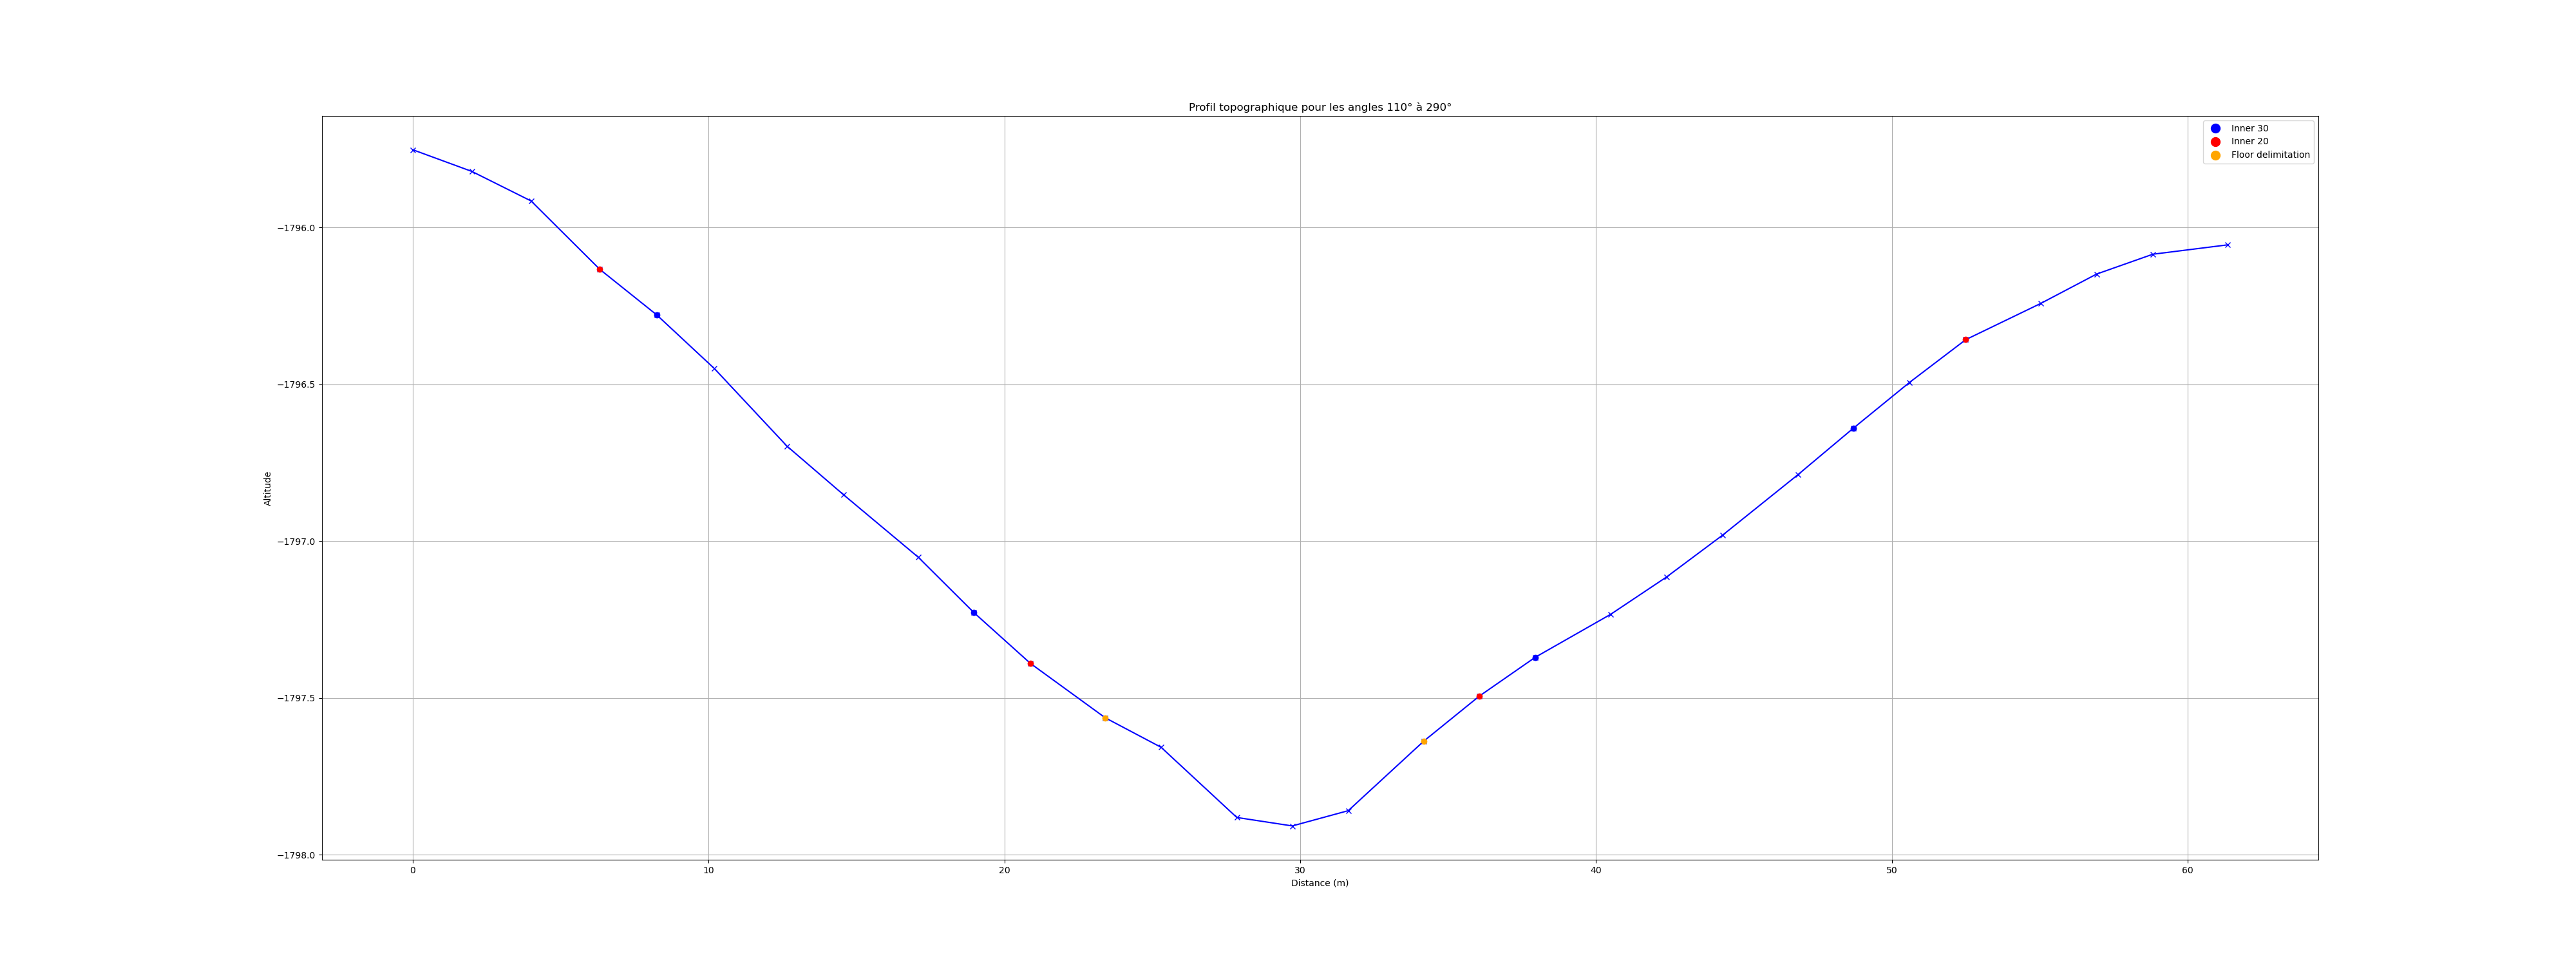 Profil topographique pour les angles 110° à 290°
Inner 30
Inner 20
Floor delimitation
Altitude
−1796.0
−1796.5
−1797.0
−1797.5
−1798.0
0 10 20 30 40 50 60
Distance (m)